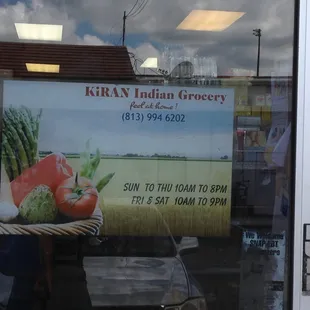 KiRAN Indian Grocery
Feel at home !
(813) 994 6202
SUN TO THU 10AM TO 8PM
FRI & SAT 10AM TO 9PM
We
SNAP/EBT